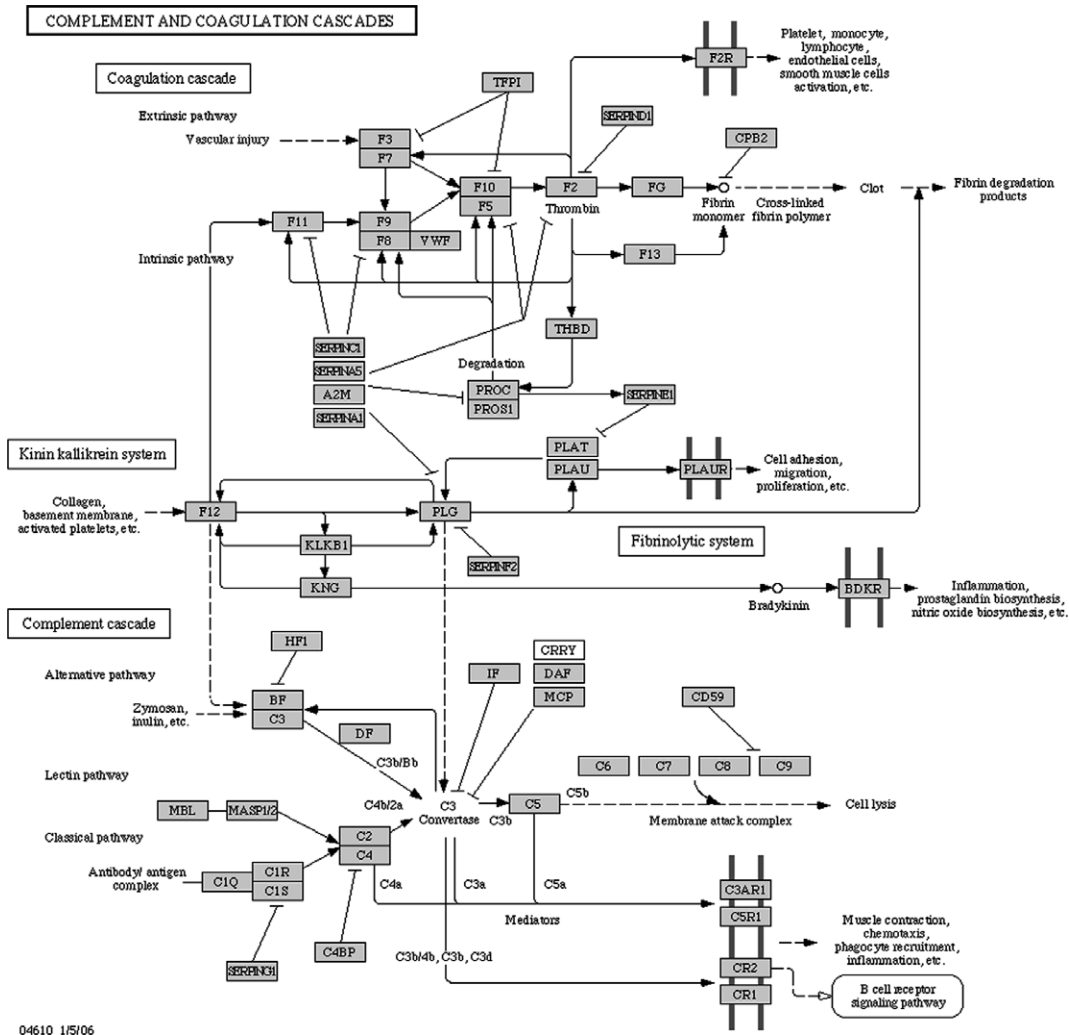 COMPLEMENT AND COAGULATION CASCADES
Platelet, monocyte,
lymphocyte,
endothelial cells,
smooth muscle cells
activation, etc.
F2R
Coagulation cascade
TFPI
Extrinsic pathway
SERPIND1
Vascular injury
F3
F7
CPB2
F10
F5
F2
Thrombin
FG
Fibrin
monomer
Cross-linked
fibrin polymer
Clot
Fibrin degradation
products
F11
F9
F8
VWF
F13
Intrinsic pathway
THBD
SERPINC1
SERPINA5
A2M
SERPINA1
Degradation
PROC
PROS1
SERPINE1
PLAT
PLAU
PLAUR
Cell adhesion,
migration,
proliferation, etc.
Kinin kallikrein system
Collagen,
basement membrane,
activated platelets, etc.
F12
PLG
KLKB1
SERPINF2
Fibrinolytic system
KNG
Bradykinin
BDKR
Inflammation,
prostaglandin biosynthesis,
nitric oxide biosynthesis, etc.
Complement cascade
HF1
CRRY
DAF
MCP
IF
CD59
Alternative pathway
Zymosan,
inulin, etc.
BF
C3
DF
C3b/Bb
C6
C7
C8
C9
Lectin pathway
C4b/2a
C3
Convertase
C3b
C5
C5b
Membrane attack complex
Cell lysis
MBL
MASP1/2
Classical pathway
C2
C4
Antibody/ antigen
complex
C1Q
C1R
C1S
C4a
C3a
C5a
Mediators
C3AR1
C5R1
Muscle contraction,
chemotaxis,
phagocyte recruitment,
inflammation, etc.
C4BP
SERPING1
C3b/4b, C3b, C3d
CR2
CR1
B cell receptor
signaling pathway
04610 1/5/06